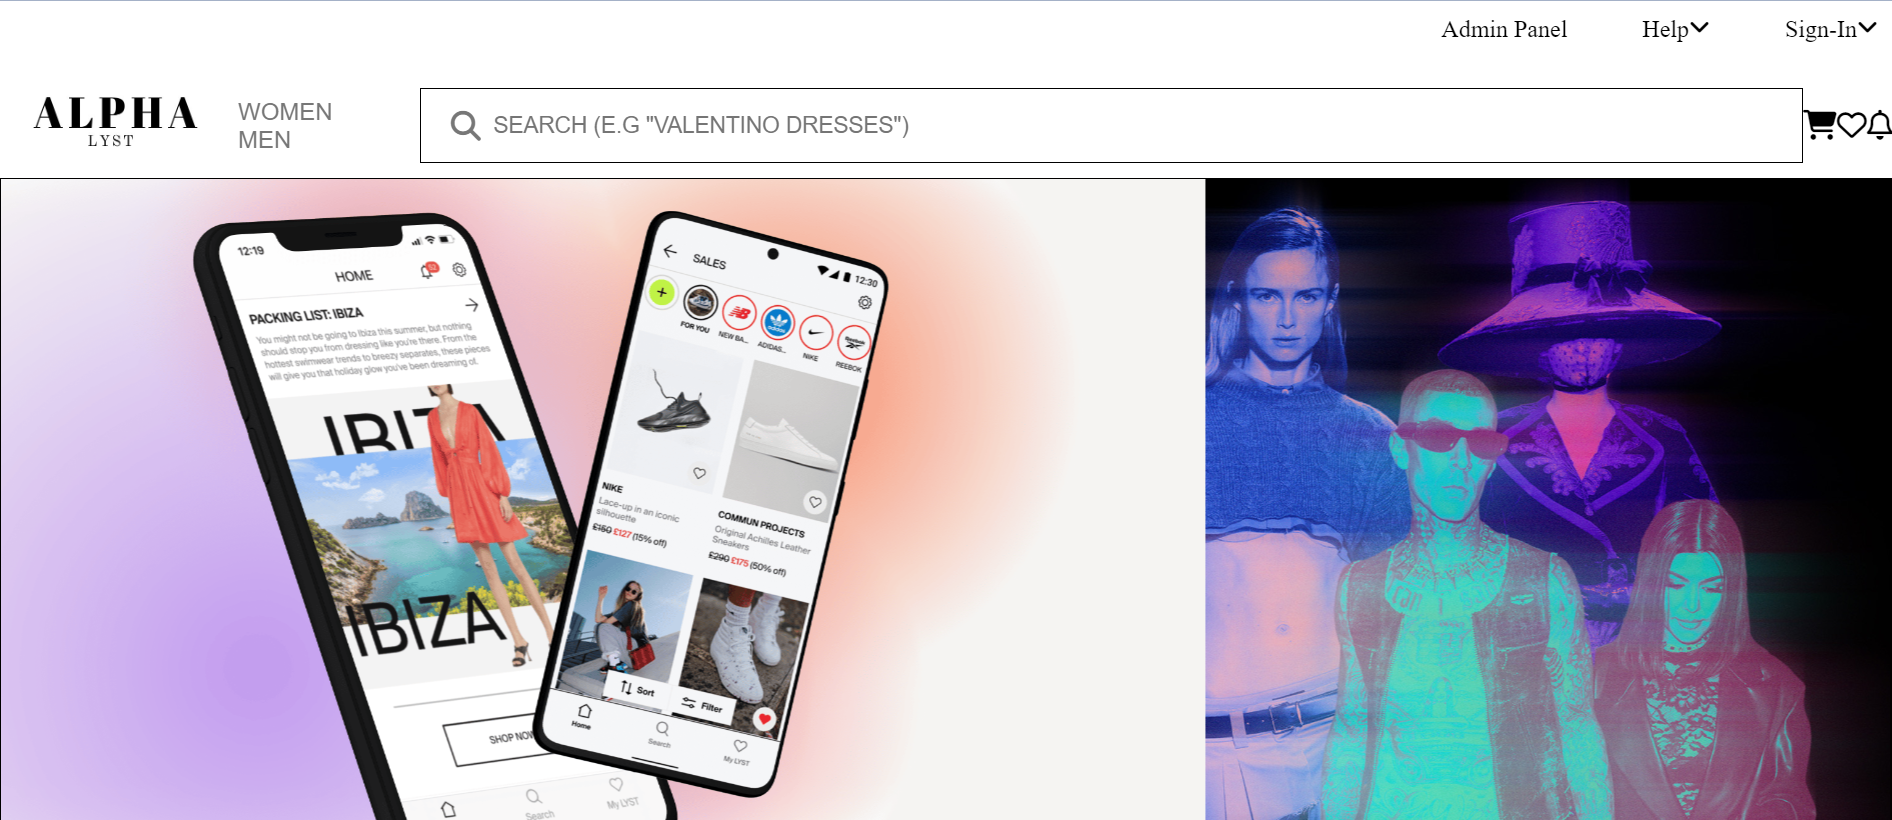 Admin Panel Help Sign-In
ALPHA
LYST
WOMEN
MEN
SEARCH (E.G "VALENTINO DRESSES")
12:19
HOME
PACKING LIST: IBIZA
You might not be going to Ibiza this summer, but nothing
should stop you from dressing like you're there. From the
hottest swimwear trends to breezy separates, these pieces
will give you that holiday glow you've been dreaming of.
IBIZA
IBIZA
SHOP NOW
Search
My LYST
12:30
SALES
FOR YOU
NEW BA...
ADIDAS...
NIKE
REEBOK
NIKE
Lace-up in an iconic
silhouette
£150 £127 (15% off)
COMMUN PROJECTS
Original Achilles Leather
Sneakers
£290 £175 (50% off)
Sort
Filter
Home
Search
My LYST